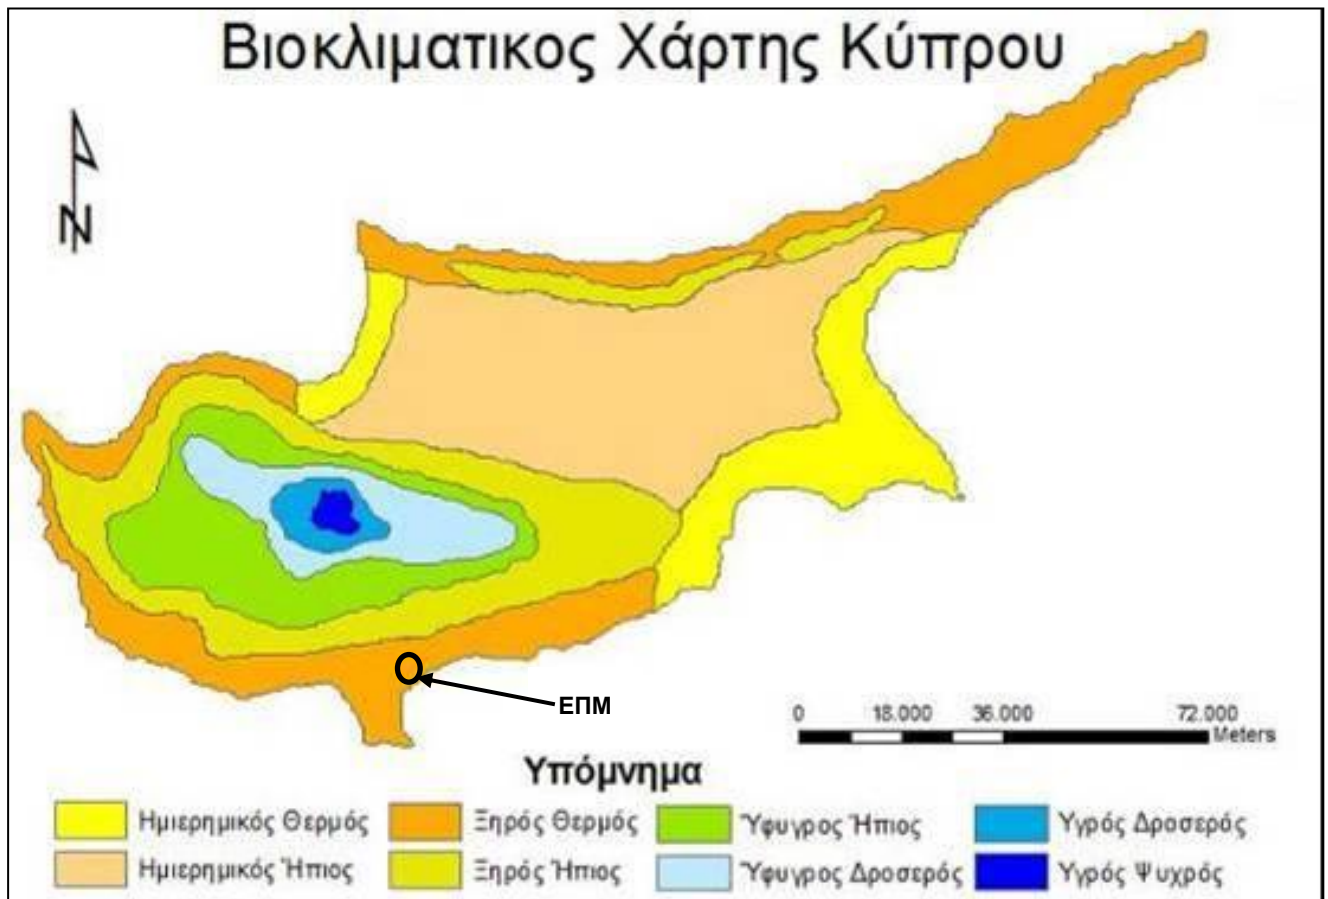 Βιοκλιματικος Χάρτης Κύπρου
N
ΕΠΜ
0 18.000 36.000 72.000
Meters
Υπόμνημα
Ημιερημικός Θερμός
Ξηρός Θερμός
Ύφυγρος Ήπιος
Υγρός Δροσερός
Ημιερημικός Ήπιος
Ξηρός Ήπιος
Ύφυγρος Δροσερός
Υγρός Ψυχρός